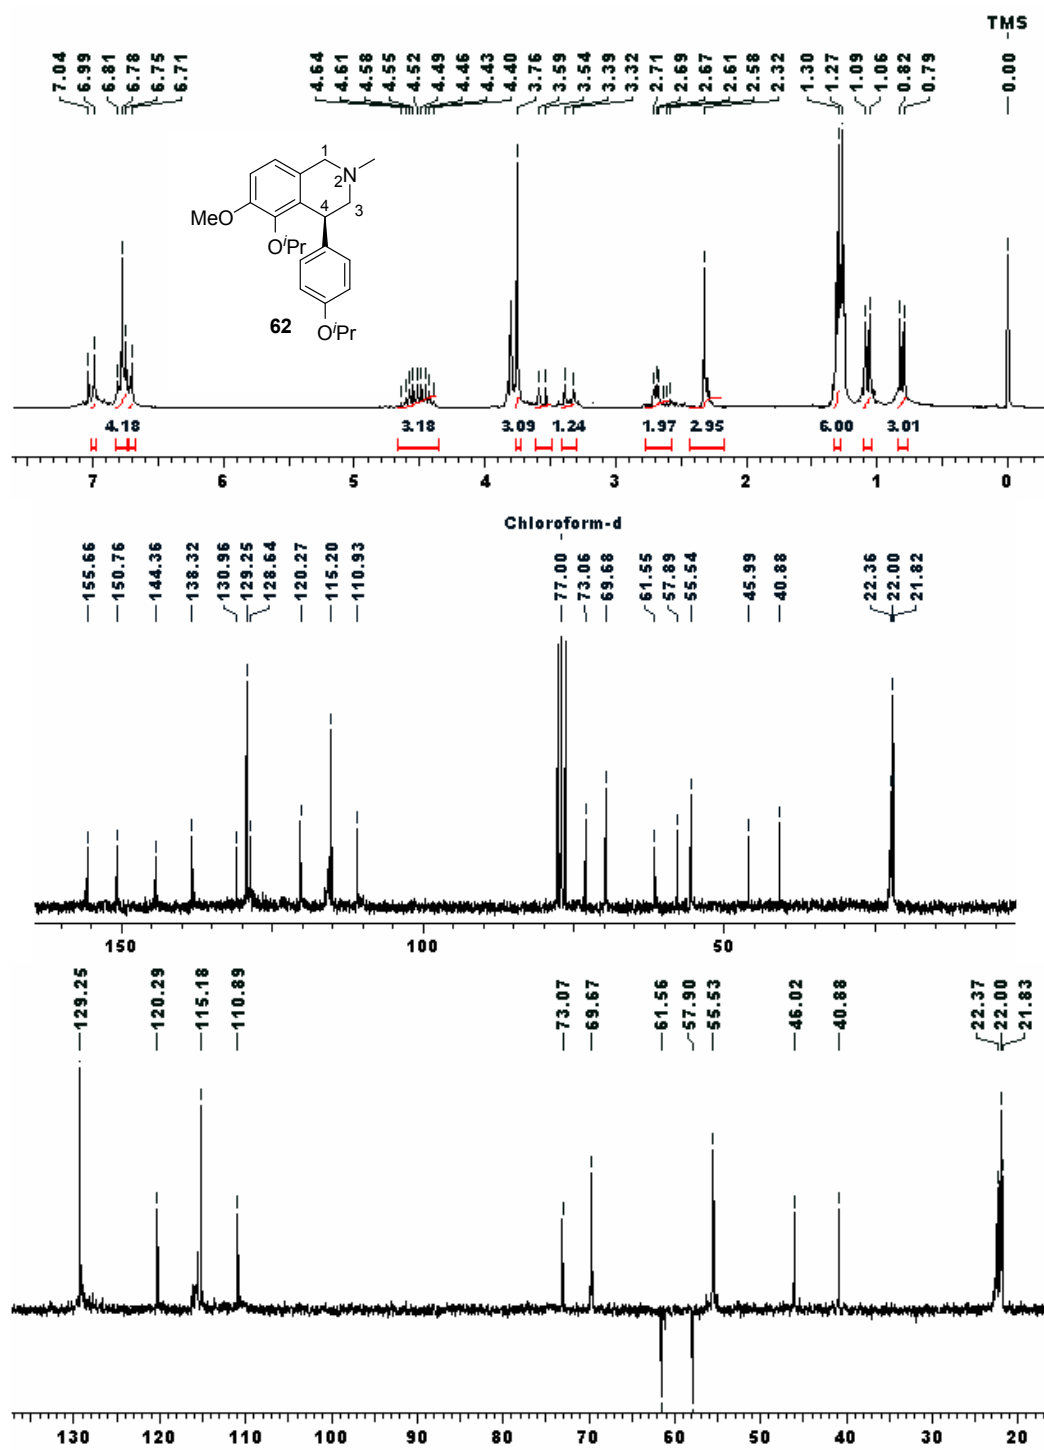 TMS
7.04 6.99 6.81 6.78 6.75 6.71 4.64 4.61 4.58 4.55 4.52 4.49 4.46 4.43 4.40 3.76 3.59 3.54 3.39 3.32 2.71 2.69 2.67 2.61 2.58 2.32 1.30 1.27 1.09 1.06 0.82 0.79 0.00
1
N
2
3
4
MeO
OiPr
62
OiPr
4.18 3.18 3.09 1.24 1.97 2.95 6.00 3.01
7 6 5 4 3 2 1 0
Chloroform-d
155.66 150.76 144.36 138.32 130.96 129.25 128.64 120.27 115.20 110.93 77.00 73.06 69.68 61.55 57.89 55.54 45.99 40.88 22.36 22.00 21.82
150 100 50
129.25 120.29 115.18 110.89 73.07 69.67 61.56 57.90 55.53 46.02 40.88 22.37 22.00 21.83
130 120 110 100 90 80 70 60 50 40 30 20